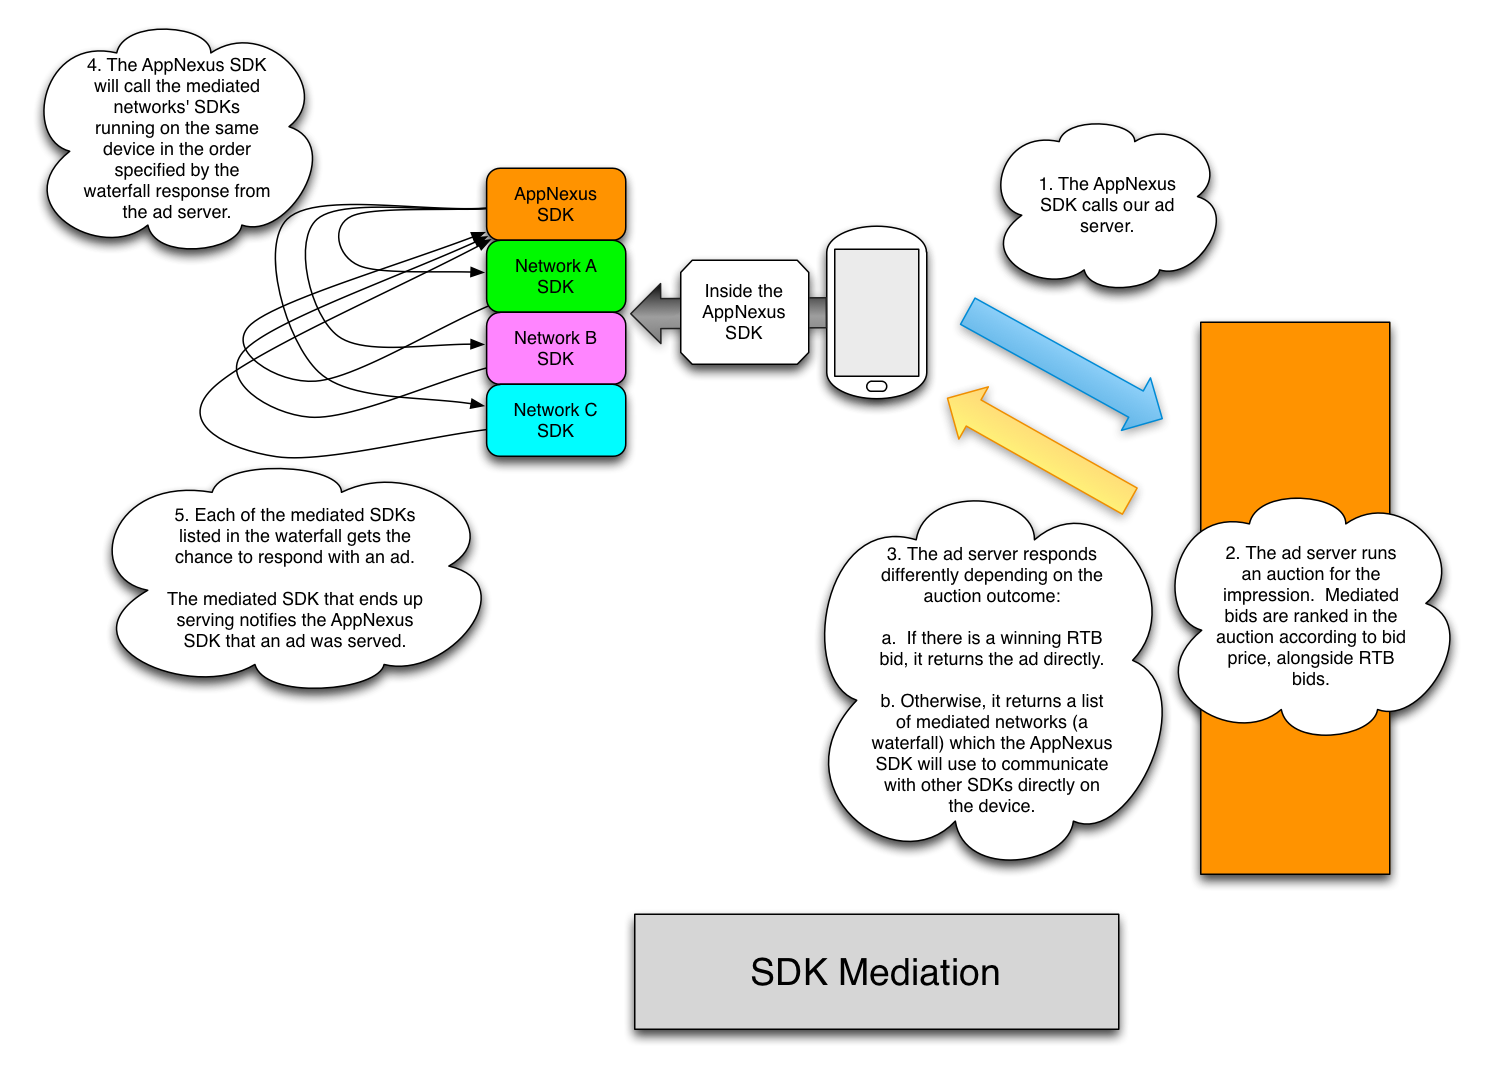 4. The AppNexus SDK
will call the mediated
networks' SDKs
running on the same
device in the order
specified by the
waterfall response from
the ad server.
AppNexus
SDK
Network A
SDK
Network B
SDK
Network C
SDK
Inside the
AppNexus
SDK
1. The AppNexus
SDK calls our ad
server.
5. Each of the mediated SDKs
listed in the waterfall gets the
chance to respond with an ad.
The mediated SDK that ends up
serving notifies the AppNexus
SDK that an ad was served.
3. The ad server responds
differently depending on the
auction outcome:
a. If there is a winning RTB
bid, it returns the ad directly.
b. Otherwise, it returns a list
of mediated networks (a
waterfall) which the AppNexus
SDK will use to communicate
with other SDKs directly on
the device.
2. The ad server runs
an auction for the
impression. Mediated
bids are ranked in the
auction according to bid
price, alongside RTB
bids.
SDK Mediation